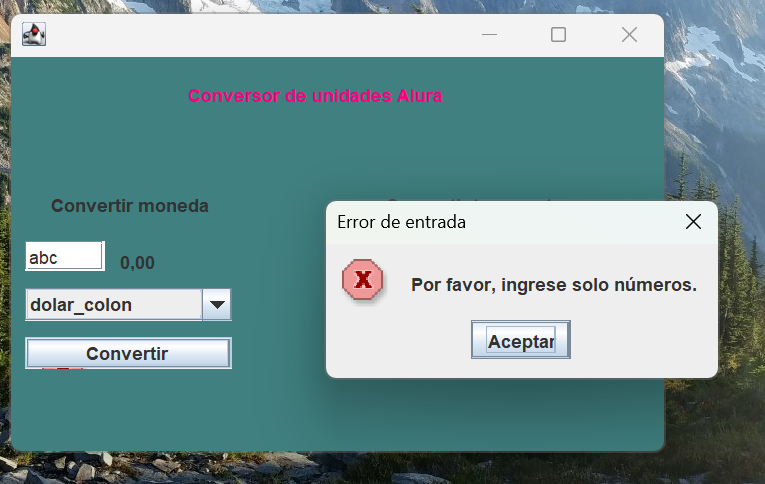 Conversor de unidades Alura
Convertir moneda
abc
0,00
dolar_colon
Convertir
Error de entrada
Por favor, ingrese solo números.
Aceptar